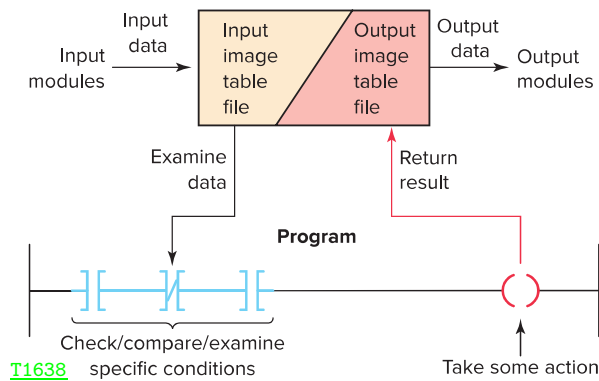 Input
data
Input
modules
Input
image
table
file
Output
image
table
file
Output
data
Output
modules
Examine
data
Return
result
Program
Check/compare/examine
specific conditions
Take some action
T1638